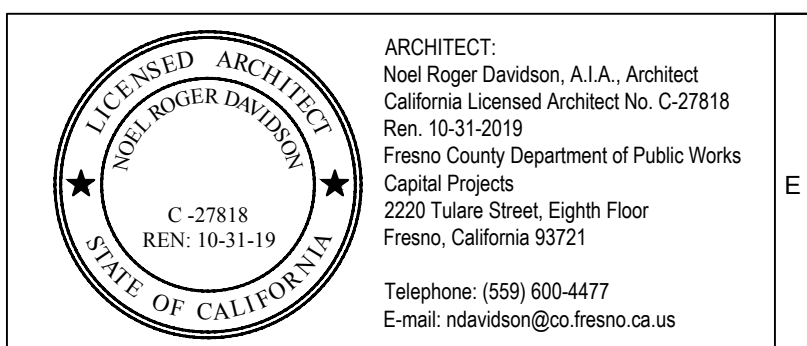 LICENSED ARCHITECT
NOEL ROGER DAVIDSON
C -27818
REN: 10-31-19
STATE OF CALIFORNIA
ARCHITECT:
Noel Roger Davidson, A.I.A., Architect
California Licensed Architect No. C-27818
Ren. 10-31-2019
Fresno County Department of Public Works
Capital Projects
2220 Tulare Street, Eighth Floor
Fresno, California 93721
Telephone: (559) 600-4477
E-mail: ndavidson@co.fresno.ca.us
E